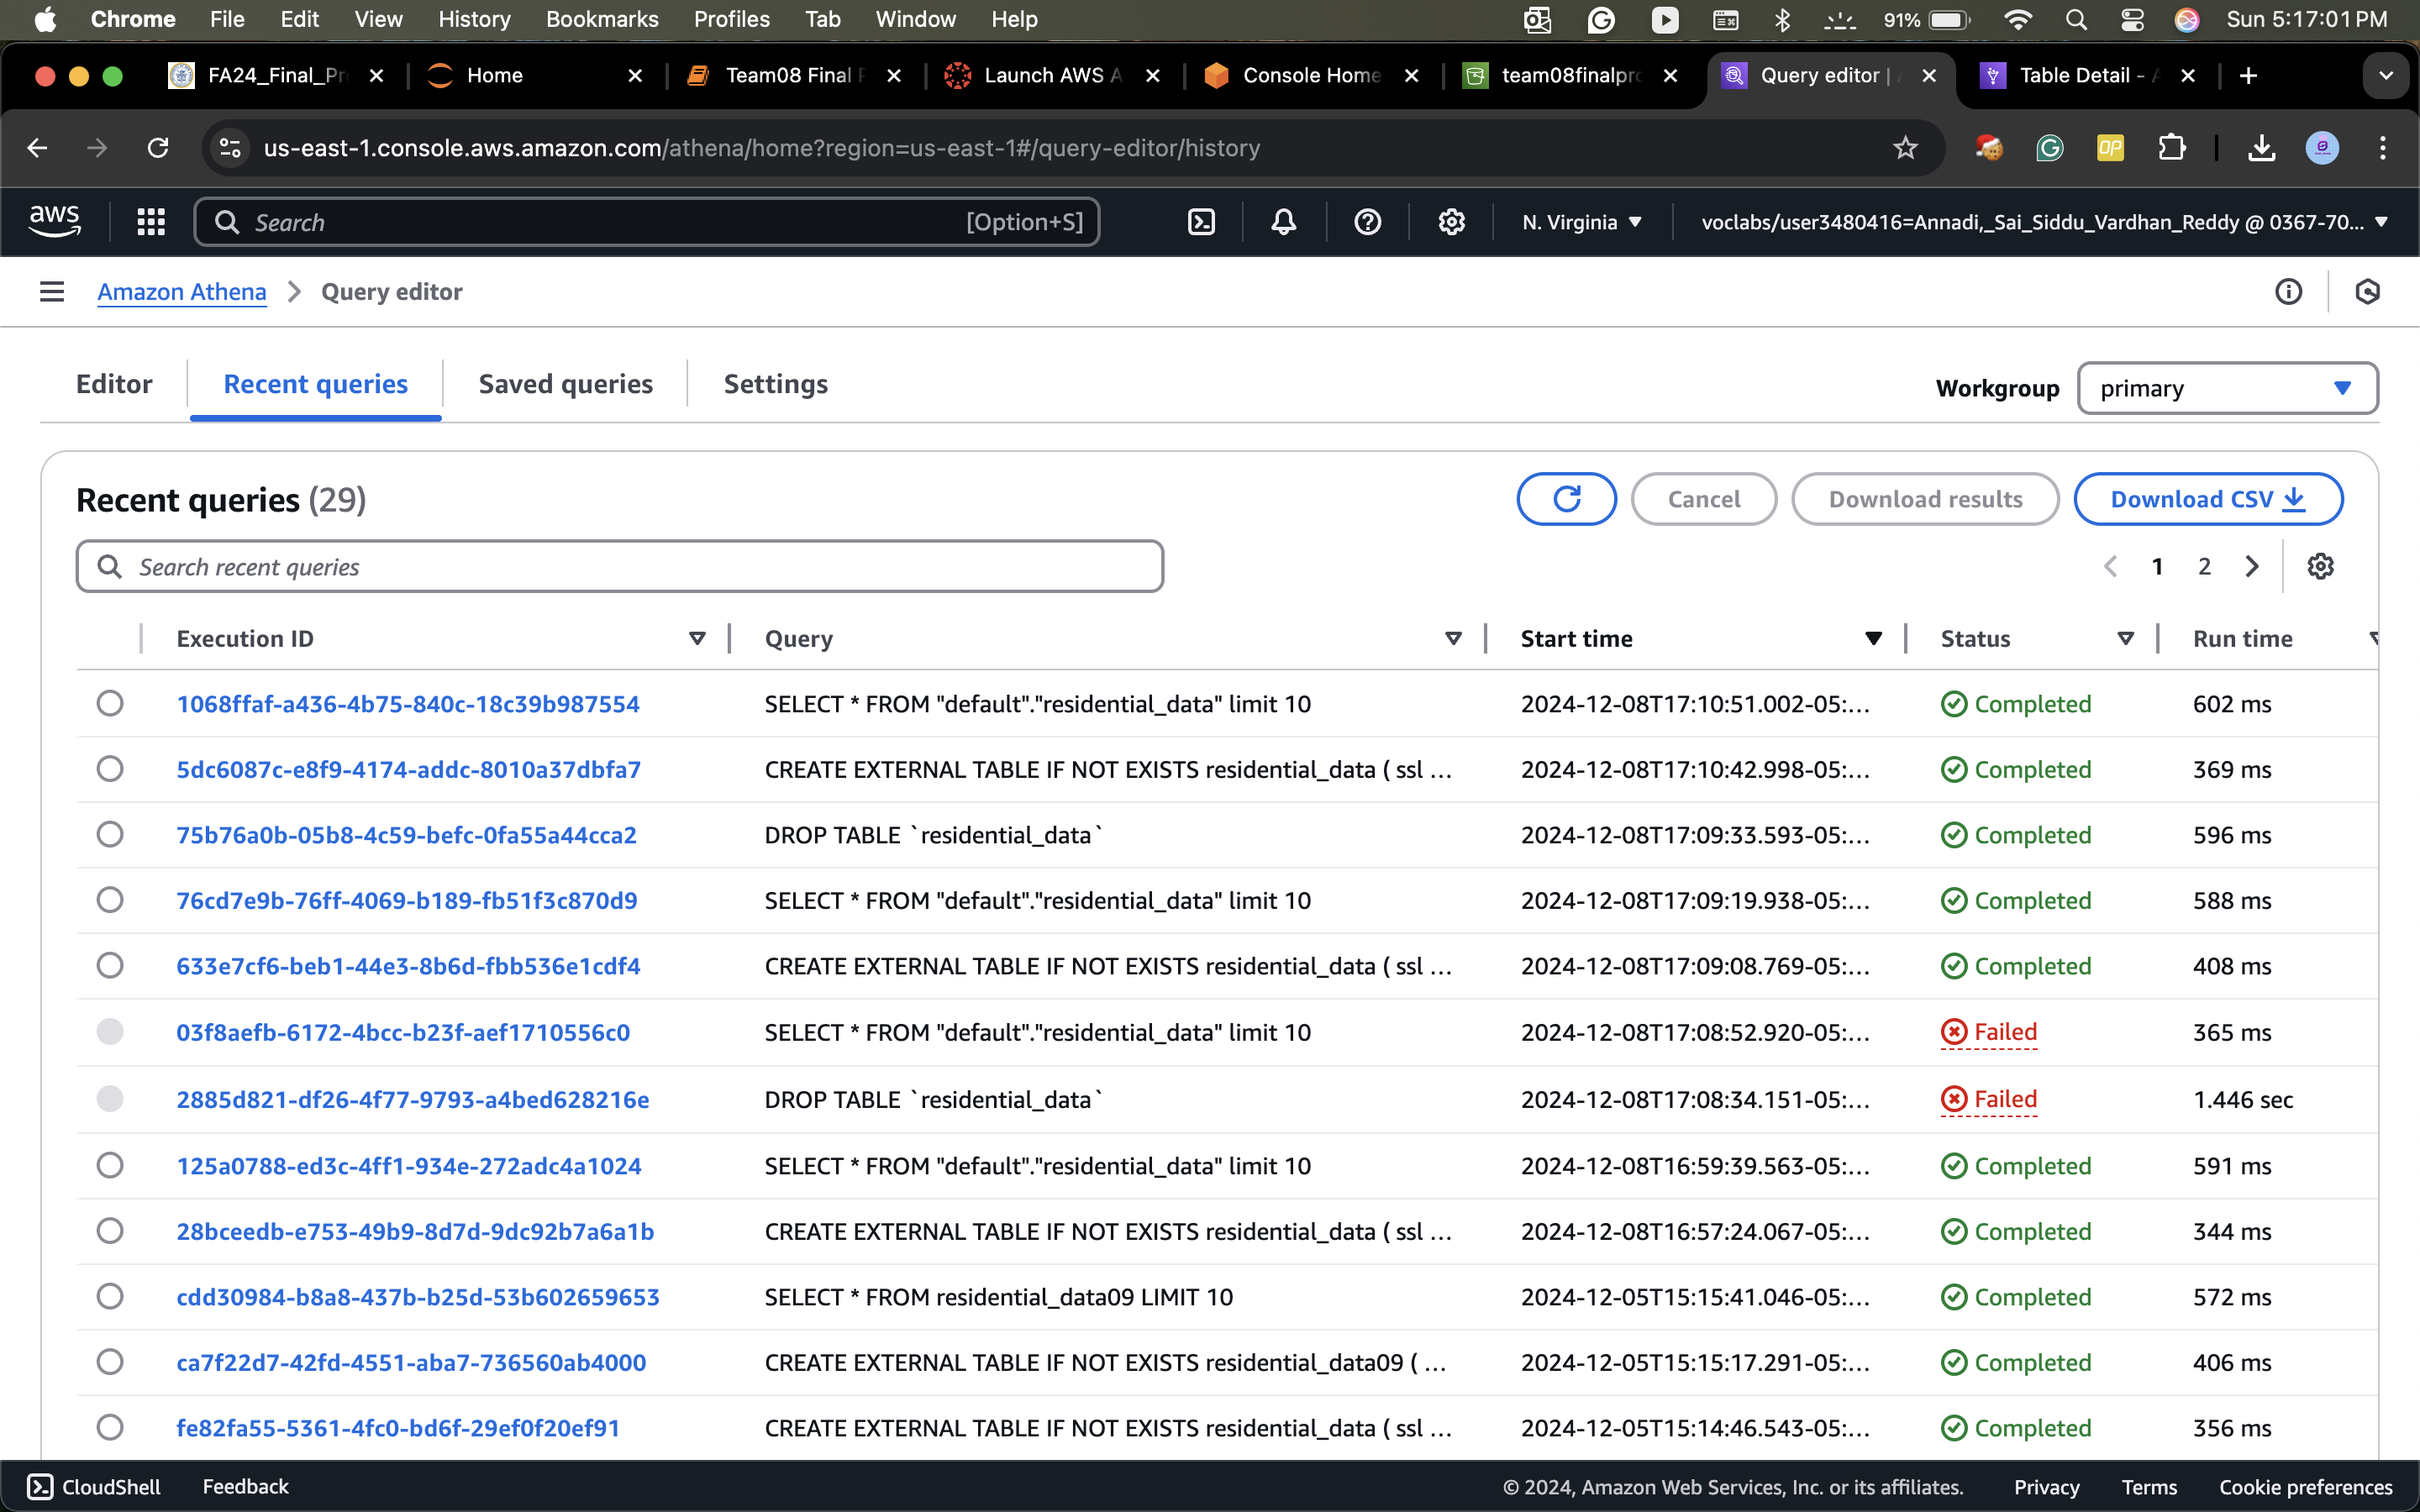 Chrome File Edit View History Bookmarks Profiles Tab Window Help 91% Sun 5:17:01 PM
FA24_Final_Pr Home Team08 Final Launch AWS A Console Home team08finalpro Query editor | Table Detail -
us-east-1.console.aws.amazon.com/athena/home?region=us-east-1#/query-editor/history
aws Search [Option+S] N. Virginia voclabs/user3480416=Annadi,_Sai_Siddu_Vardhan_Reddy @ 0367-70...
Amazon Athena Query editor
Editor Recent queries Saved queries Settings Workgroup primary
Recent queries (29) Cancel Download results Download CSV
Search recent queries 1 2
Execution ID Query Start time Status Run time
1068ffaf-a436-4b75-840c-18c39b987554 SELECT * FROM "default"."residential_data" limit 10 2024-12-08T17:10:51.002-05:... Completed 602 ms
5dc6087c-e8f9-4174-addc-8010a37dbfa7 CREATE EXTERNAL TABLE IF NOT EXISTS residential_data ( ssl ... 2024-12-08T17:10:42.998-05:... Completed 369 ms
75b76a0b-05b8-4c59-befc-0fa55a44cca2 DROP TABLE `residential_data` 2024-12-08T17:09:33.593-05:... Completed 596 ms
76cd7e9b-76ff-4069-b189-fb51f3c870d9 SELECT * FROM "default"."residential_data" limit 10 2024-12-08T17:09:19.938-05:... Completed 588 ms
633e7cf6-beb1-44e3-8b6d-fbb536e1cdf4 CREATE EXTERNAL TABLE IF NOT EXISTS residential_data ( ssl ... 2024-12-08T17:09:08.769-05:... Completed 408 ms
03f8aefb-6172-4bcc-b23f-aef1710556c0 SELECT * FROM "default"."residential_data" limit 10 2024-12-08T17:08:52.920-05:... Failed 365 ms
2885d821-df26-4f77-9793-a4bed628216e DROP TABLE `residential_data` 2024-12-08T17:08:34.151-05:... Failed 1.446 sec
125a0788-ed3c-4ff1-934e-272adc4a1024 SELECT * FROM "default"."residential_data" limit 10 2024-12-08T16:59:39.563-05:... Completed 591 ms
28bceedb-e753-49b9-8d7d-9dc92b7a6a1b CREATE EXTERNAL TABLE IF NOT EXISTS residential_data ( ssl ... 2024-12-08T16:57:24.067-05:... Completed 344 ms
cdd30984-b8a8-437b-b25d-53b602659653 SELECT * FROM residential_data09 LIMIT 10 2024-12-05T15:15:41.046-05:... Completed 572 ms
ca7f22d7-42fd-4551-aba7-736560ab4000 CREATE EXTERNAL TABLE IF NOT EXISTS residential_data09 ( ... 2024-12-05T15:15:17.291-05:... Completed 406 ms
fe82fa55-5361-4fc0-bd6f-29ef0f20ef91 CREATE EXTERNAL TABLE IF NOT EXISTS residential_data ( ssl ... 2024-12-05T15:14:46.543-05:... Completed 356 ms
CloudShell Feedback © 2024, Amazon Web Services, Inc. or its affiliates. Privacy Terms Cookie preferences